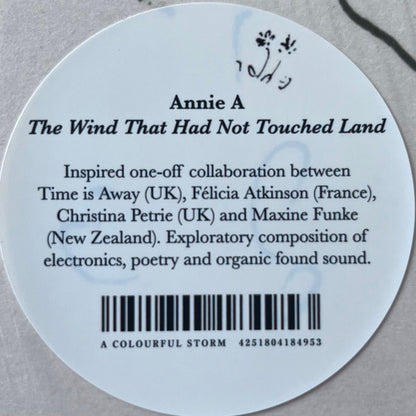 Annie A
The Wind That Had Not Touched Land
Inspired one-off collaboration between
Time is Away (UK), Félicia Atkinson (France),
Christina Petrie (UK) and Maxine Funke
(New Zealand). Exploratory composition of
electronics, poetry and organic found sound.
A COLOURFUL STORM 4251804184953